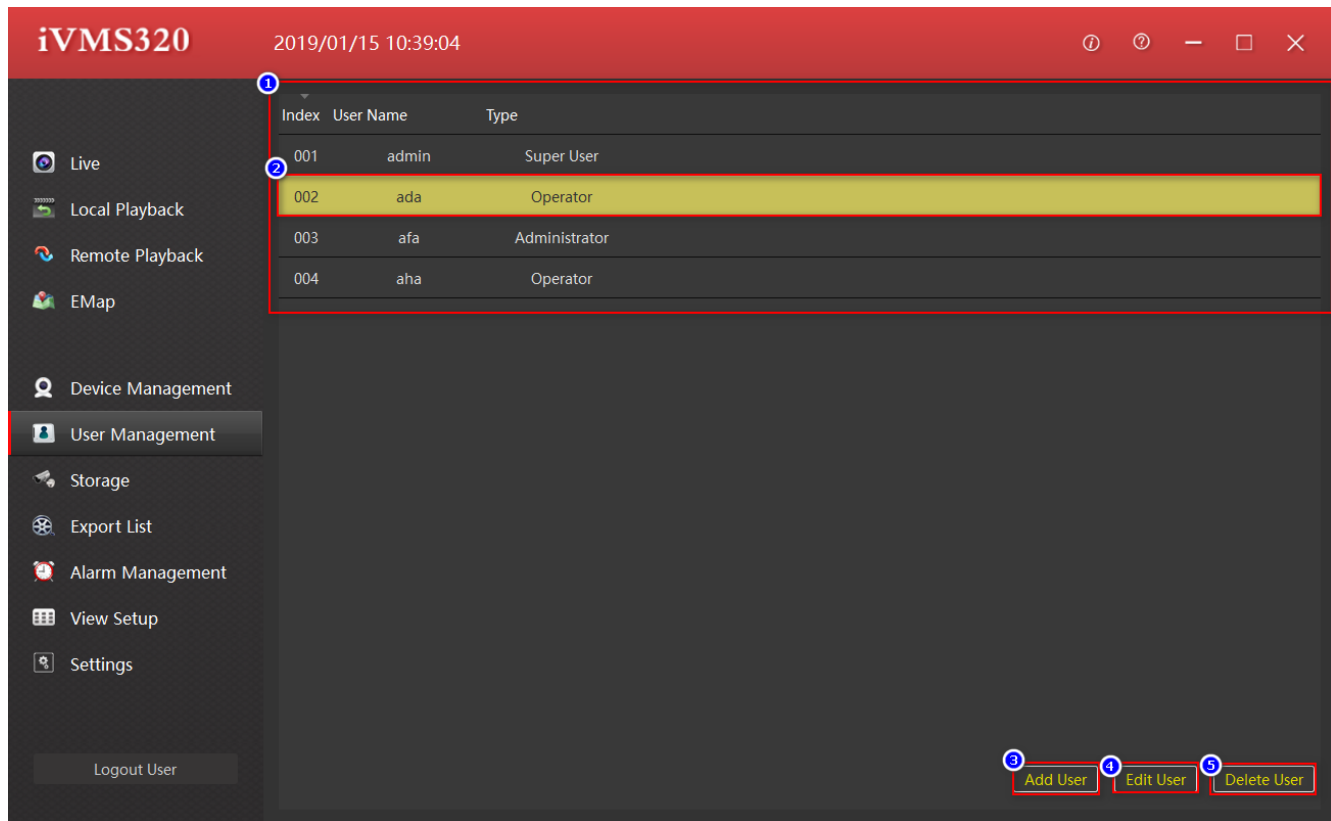 iVMS320 2019/01/15 10:39:04
1
Index User Name Type
001 admin Super User
2
002 ada Operator
003 afa Administrator
004 aha Operator
Live
Local Playback
Remote Playback
EMap
Device Management
User Management
Storage
Export List
Alarm Management
View Setup
Settings
Logout User
3 Add User
4 Edit User
5 Delete User